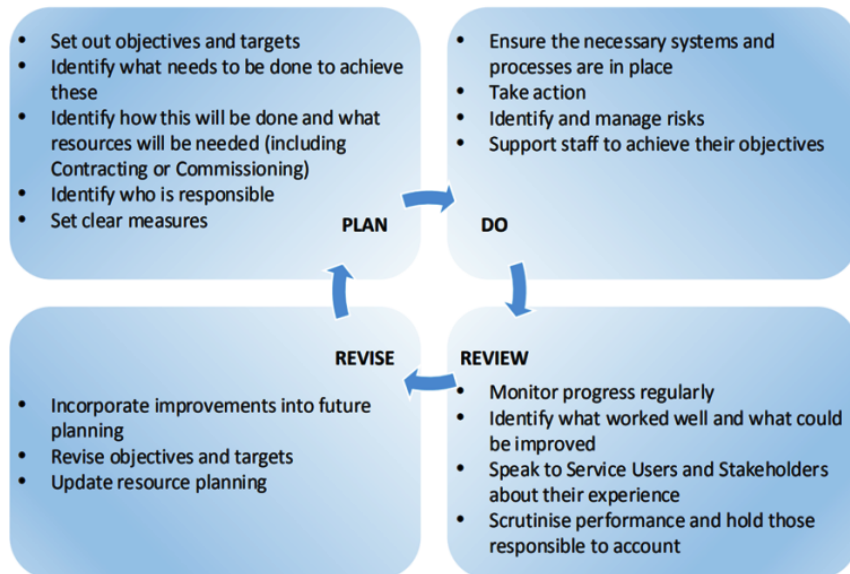 • Set out objectives and targets
• Identify what needs to be done to achieve
these
• Identify how this will be done and what
resources will be needed (including
Contracting or Commissioning)
• Identify who is responsible
• Set clear measures
PLAN
• Ensure the necessary systems and
processes are in place
• Take action
• Identify and manage risks
• Support staff to achieve their objectives
DO
REVISE
• Incorporate improvements into future
planning
• Revise objectives and targets
• Update resource planning
REVIEW
• Monitor progress regularly
• Identify what worked well and what could
be improved
• Speak to Service Users and Stakeholders
about their experience
• Scrutinise performance and hold those
responsible to account